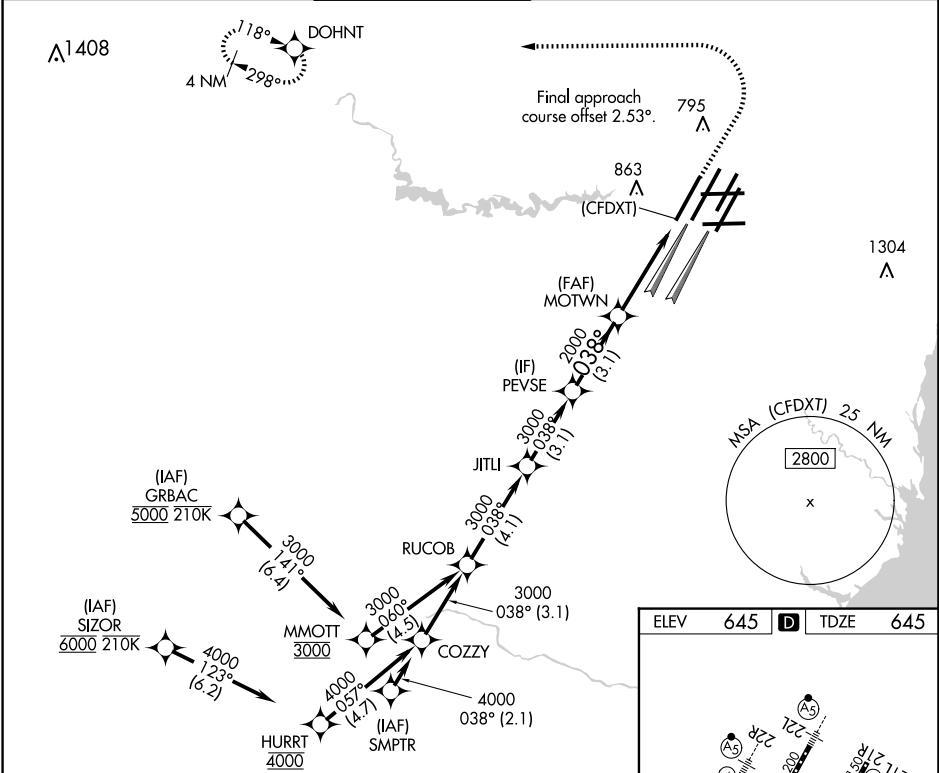 1408
118°
DOHNT
4 NM
298°
Final approach
course offset 2.53°.
795
863
(CFDXT)
1304
(FAF)
MOTWN
2000
038°
(3.1)
(IF)
PEVSE
3000
038°
(3.1)
JITLI
3000
038°
(4.1)
MSA (CFDXT) 25 NM
2800
x
(IAF)
GRBAC
5000 210K
3000
141°
(6.4)
RUCOB
3000
060°
(4.5)
3000
038° (3.1)
MMOTT
3000
COZZY
(IAF)
SIZOR
6000 210K
4000
123°
(6.2)
4000
057°
(4.7)
4000
038° (2.1)
(IAF)
SMPTR
HURRT
4000
ELEV 645 D TDZE 645
A5
22L
A5
22R
200
21R